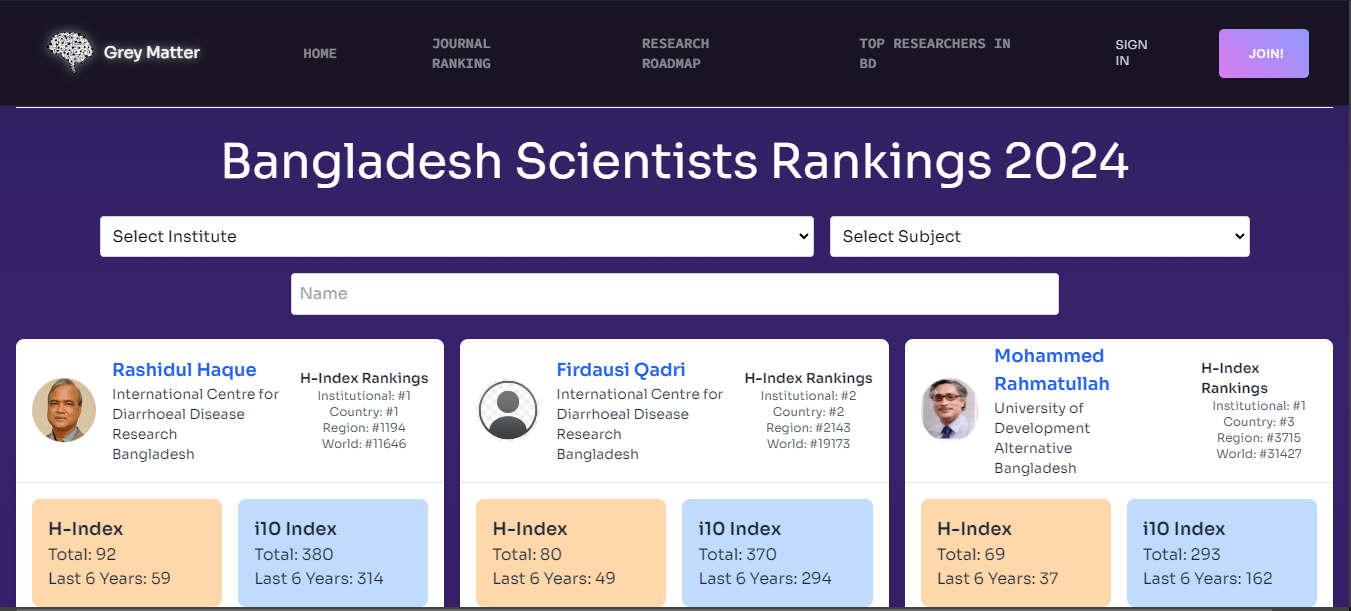 Grey Matter
HOME
JOURNAL
RANKING
RESEARCH
ROADMAP
TOP RESEARCHERS IN
BD
SIGN
IN
JOIN!
Bangladesh Scientists Rankings 2024
Select Institute
Select Subject
Name
Rashidul Haque
International Centre for
Diarrhoeal Disease
Research
Bangladesh
H-Index Rankings
Institutional: #1
Country: #1
Region: #1194
World: #11646
H-Index
Total: 92
Last 6 Years: 59
i10 Index
Total: 380
Last 6 Years: 314
Firdausi Qadri
International Centre for
Diarrhoeal Disease
Research
Bangladesh
H-Index Rankings
Institutional: #2
Country: #2
Region: #2143
World: #19173
H-Index
Total: 80
Last 6 Years: 49
i10 Index
Total: 370
Last 6 Years: 294
Mohammed
Rahmatullah
University of
Development
Alternative
Bangladesh
H-Index
Rankings
Institutional: #1
Country: #3
Region: #3715
World: #31427
H-Index
Total: 69
Last 6 Years: 37
i10 Index
Total: 293
Last 6 Years: 162